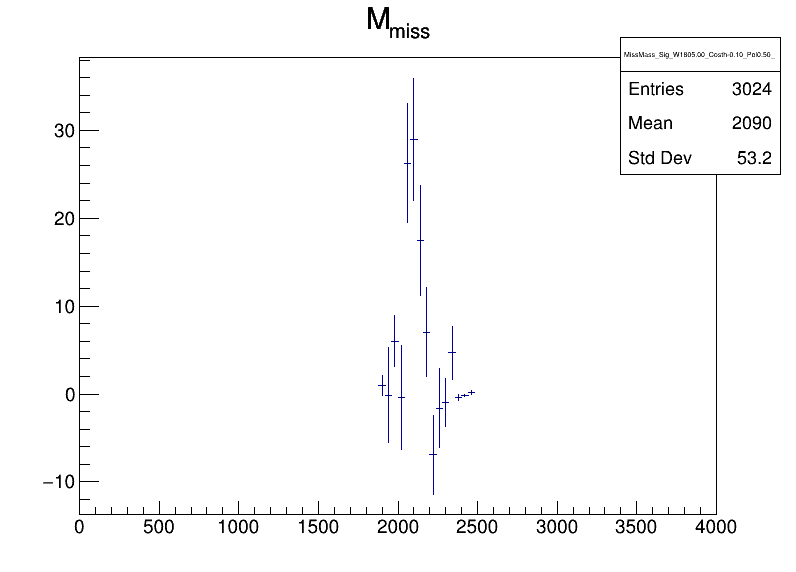 M_miss
MissMass_Sig_W1805.00_Costh-0.10_Pol0.50_
Entries 3024
Mean 2090
Std Dev 53.2
30
20
10
0
−10
0 500 1000 1500 2000 2500 3000 3500 4000